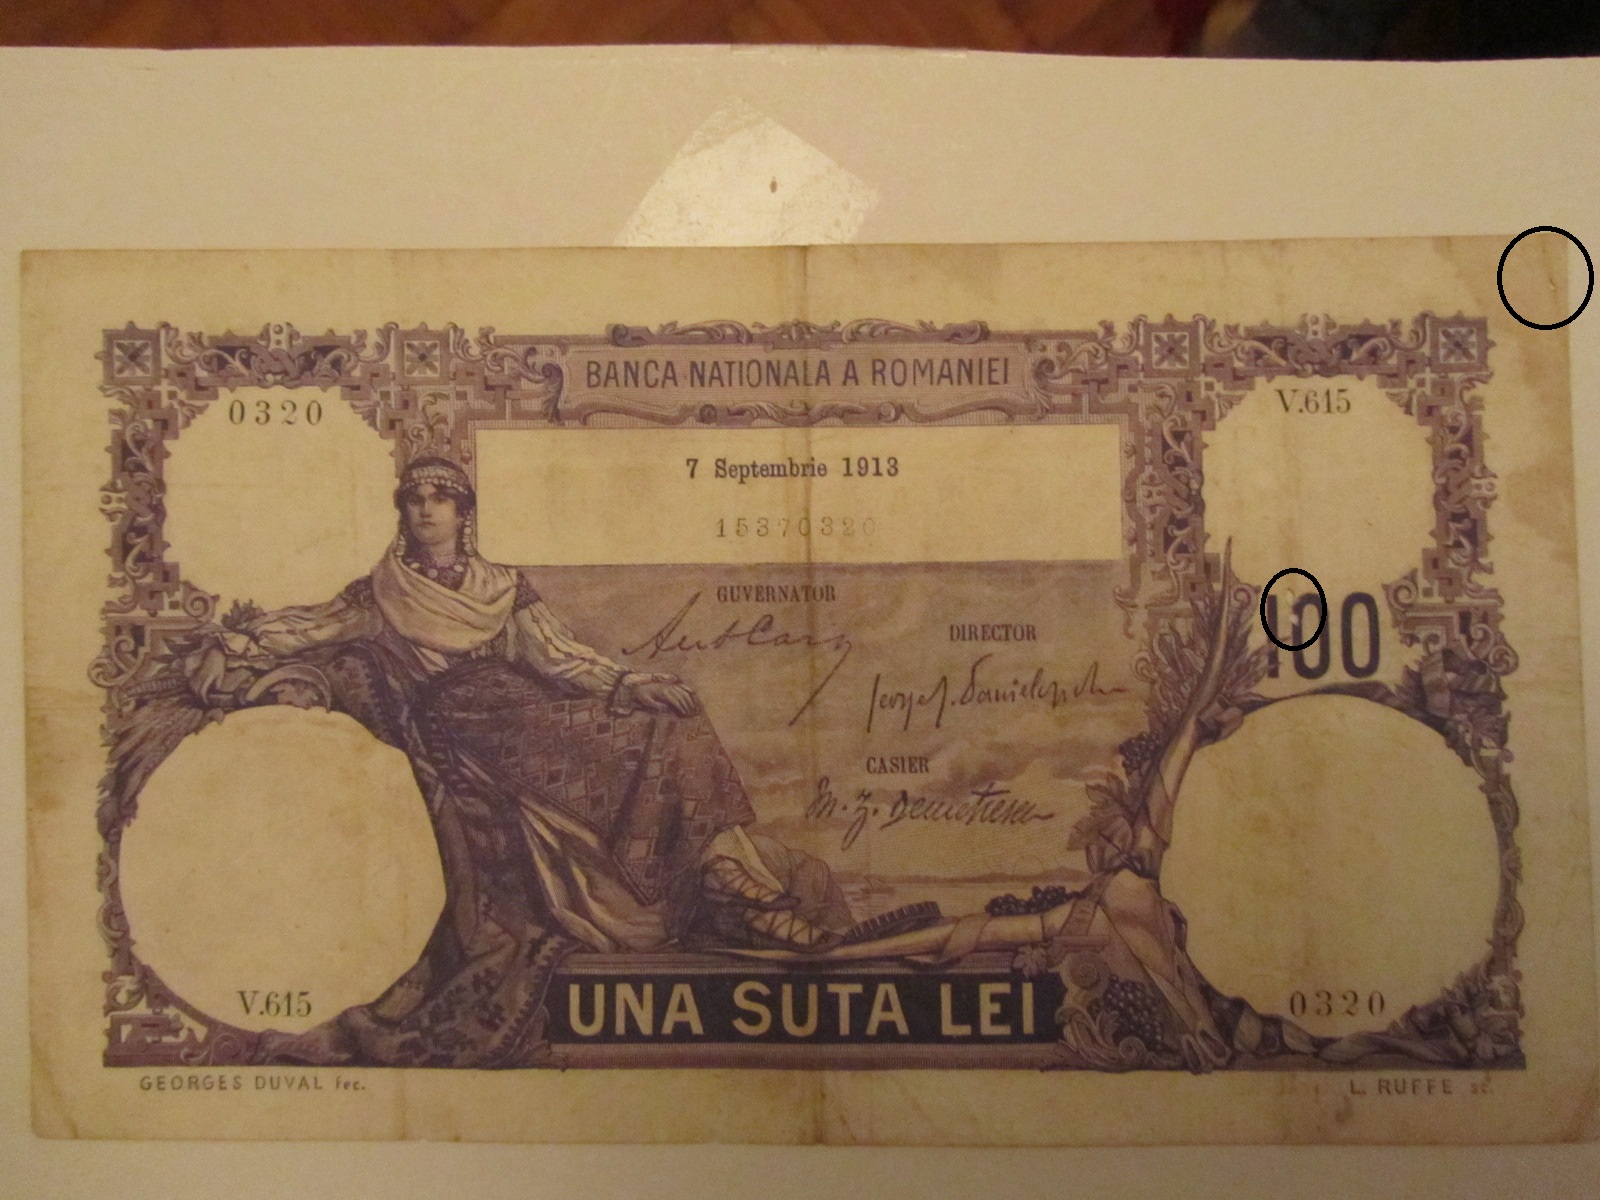 BANCA NATIONALA A ROMANIEI
0320
V.615
7 Septembrie 1913
15370320
GUVERNATOR
DIRECTOR
100
CASIER
M. Z. Demetrescu
UNA SUTA LEI
V.615
0320
GEORGES DUVAL fec.
L. RUFFE sc.